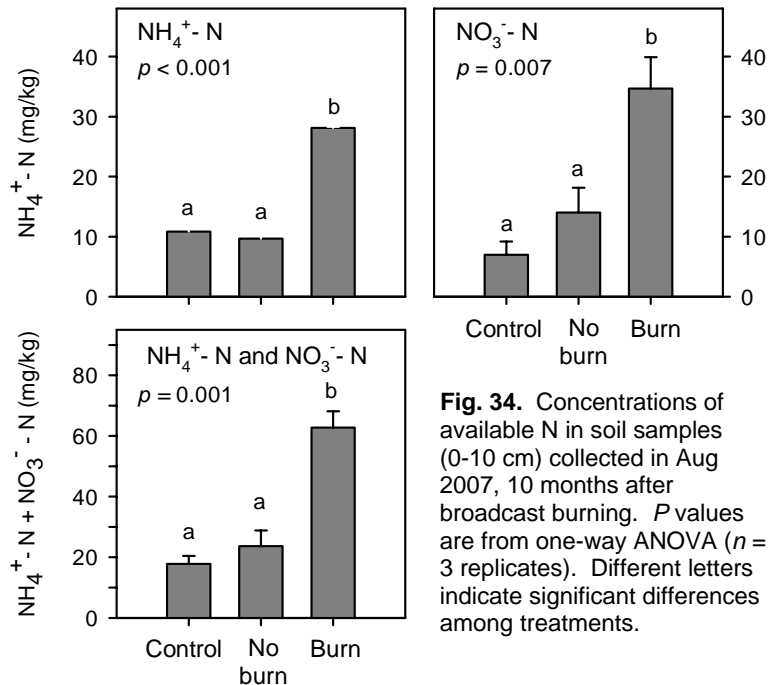 NH₄⁺- N
p < 0.001
a
a
b
40
30
20
10
0
NH₄⁺- N (mg/kg)
NO₃⁻- N
p = 0.007
a
a
b
40
30
20
10
0
Control
No
burn
Burn
NH₄⁺- N and NO₃⁻- N
p = 0.001
a
a
b
80
60
40
20
0
NH₄⁺- N + NO₃⁻ - N (mg/kg)
Control
No
burn
Burn
Fig. 34. Concentrations of
available N in soil samples
(0-10 cm) collected in Aug
2007, 10 months after
broadcast burning. P values
are from one-way ANOVA (n =
3 replicates). Different letters
indicate significant differences
among treatments.